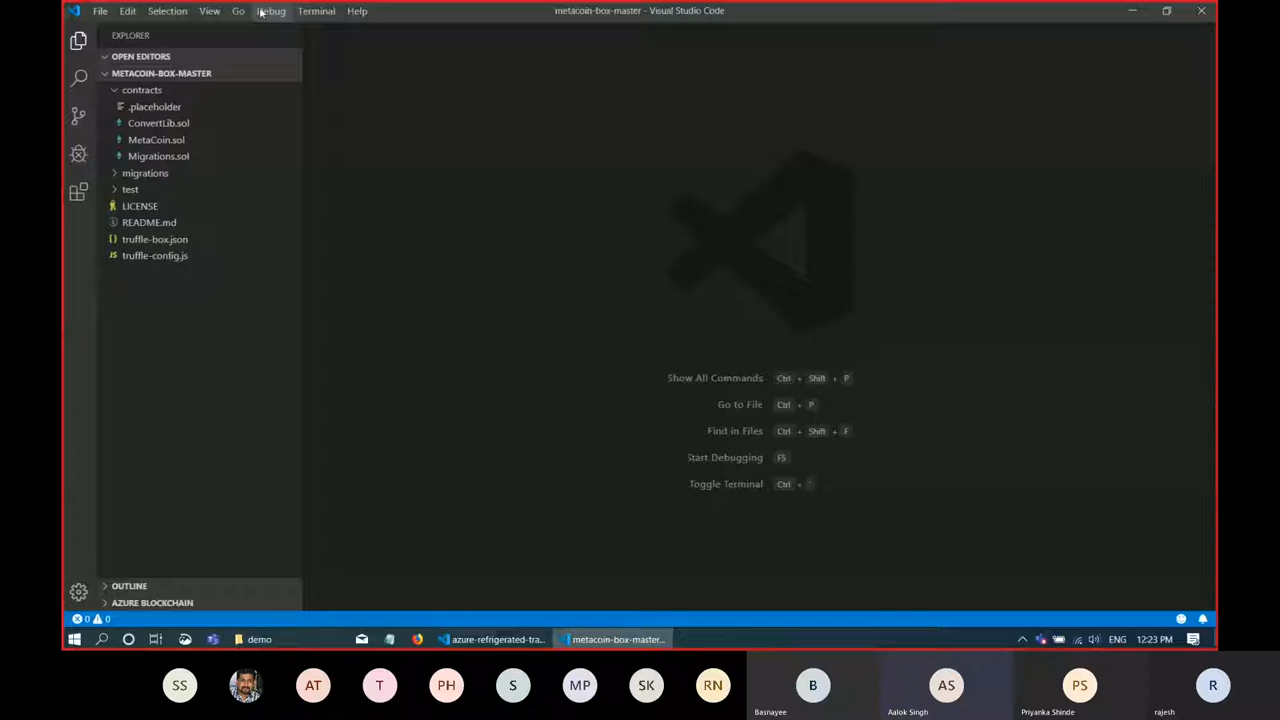 File Edit Selection View Go Debug Terminal Help
metacoin-box-master - Visual Studio Code
EXPLORER
OPEN EDITORS
METACOIN-BOX-MASTER
contracts
.placeholder
ConvertLib.sol
MetaCoin.sol
Migrations.sol
migrations
test
LICENSE
README.md
truffle-box.json
JS truffle-config.js
Show All Commands Ctrl + Shift + P
Go to File Ctrl + P
Find in Files Ctrl + Shift + F
Start Debugging F5
Toggle Terminal Ctrl + `
OUTLINE
AZURE BLOCKCHAIN
0 0
demo
azure-refrigerated-tra...
metacoin-box-master...
ENG 12:23 PM
SS AT T PH S MP SK RN B AS PS R
Basnayee Aalok Singh Priyanka Shinde rajesh